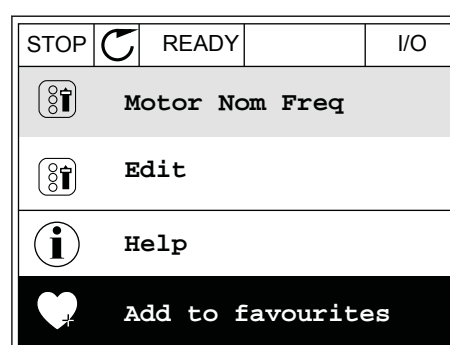 STOP READY I/O
Motor Nom Freq
Edit
Help
Add to favourites